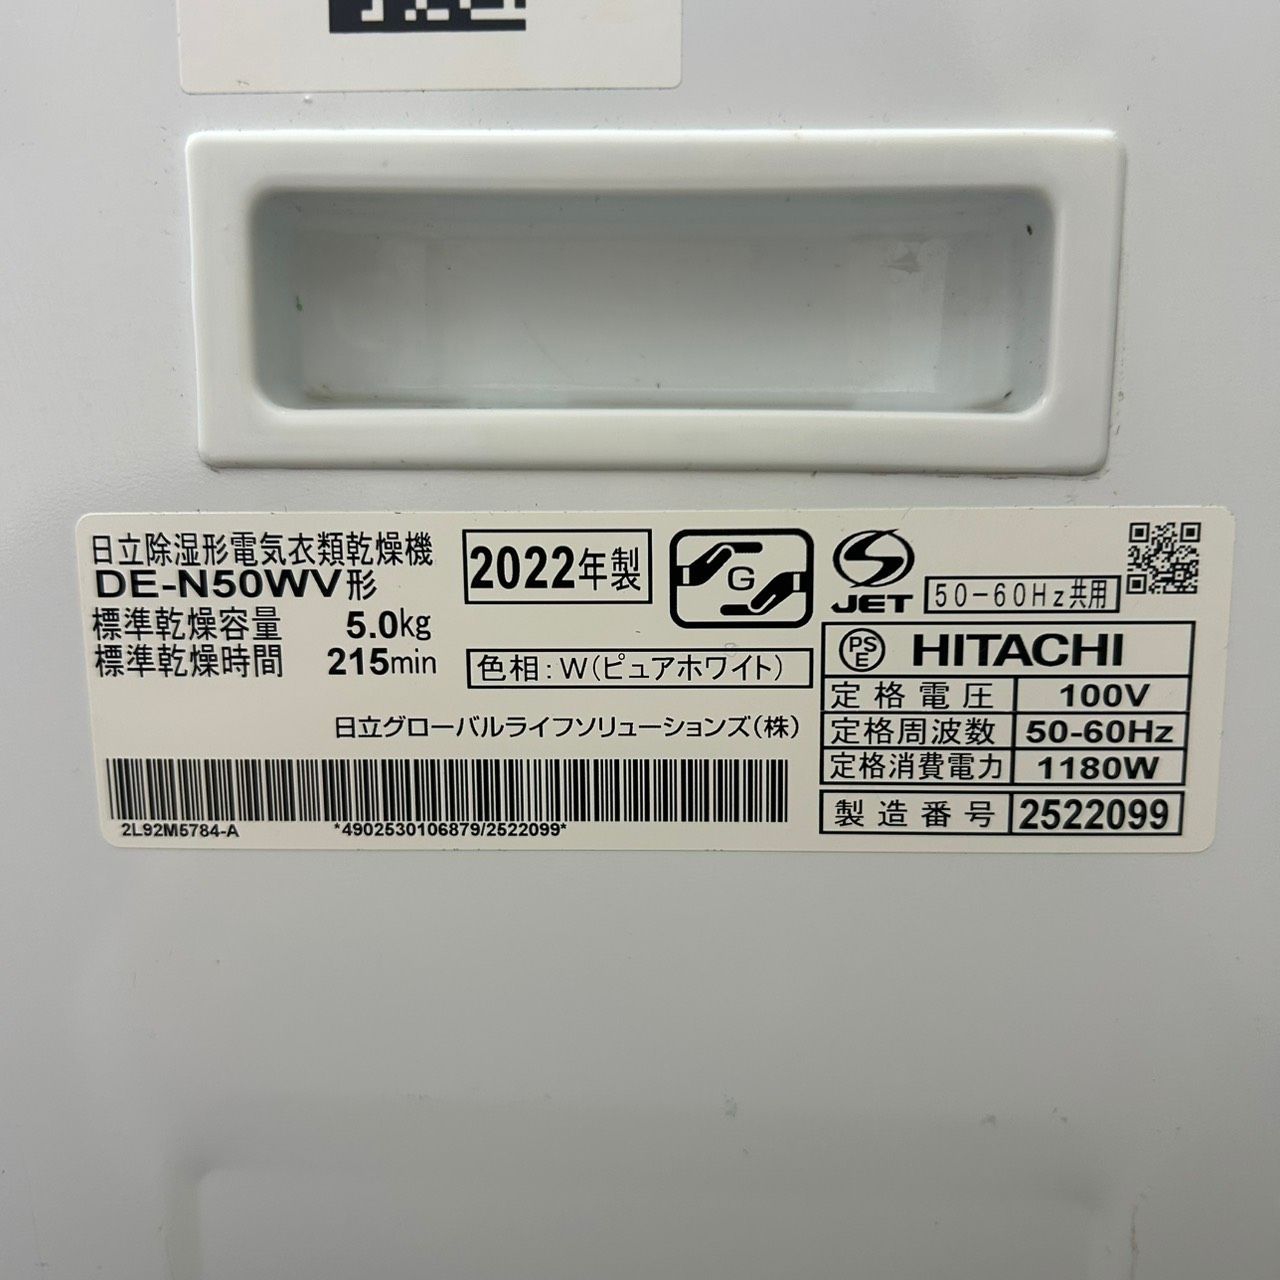 日立除湿形電気衣類乾燥機
DE-N50WV形
標準乾燥容量 5.0kg
標準乾燥時間 215min
2022年製
G
色相:W(ピュアホワイト)
日立グローバルライフソリューションズ(株)
2L92M5784-A *4902530106879/2522099*
JET
50-60Hz共用
PSE HITACHI
定格電圧 100V
定格周波数 50-60Hz
定格消費電力 1180W
製造番号 2522099